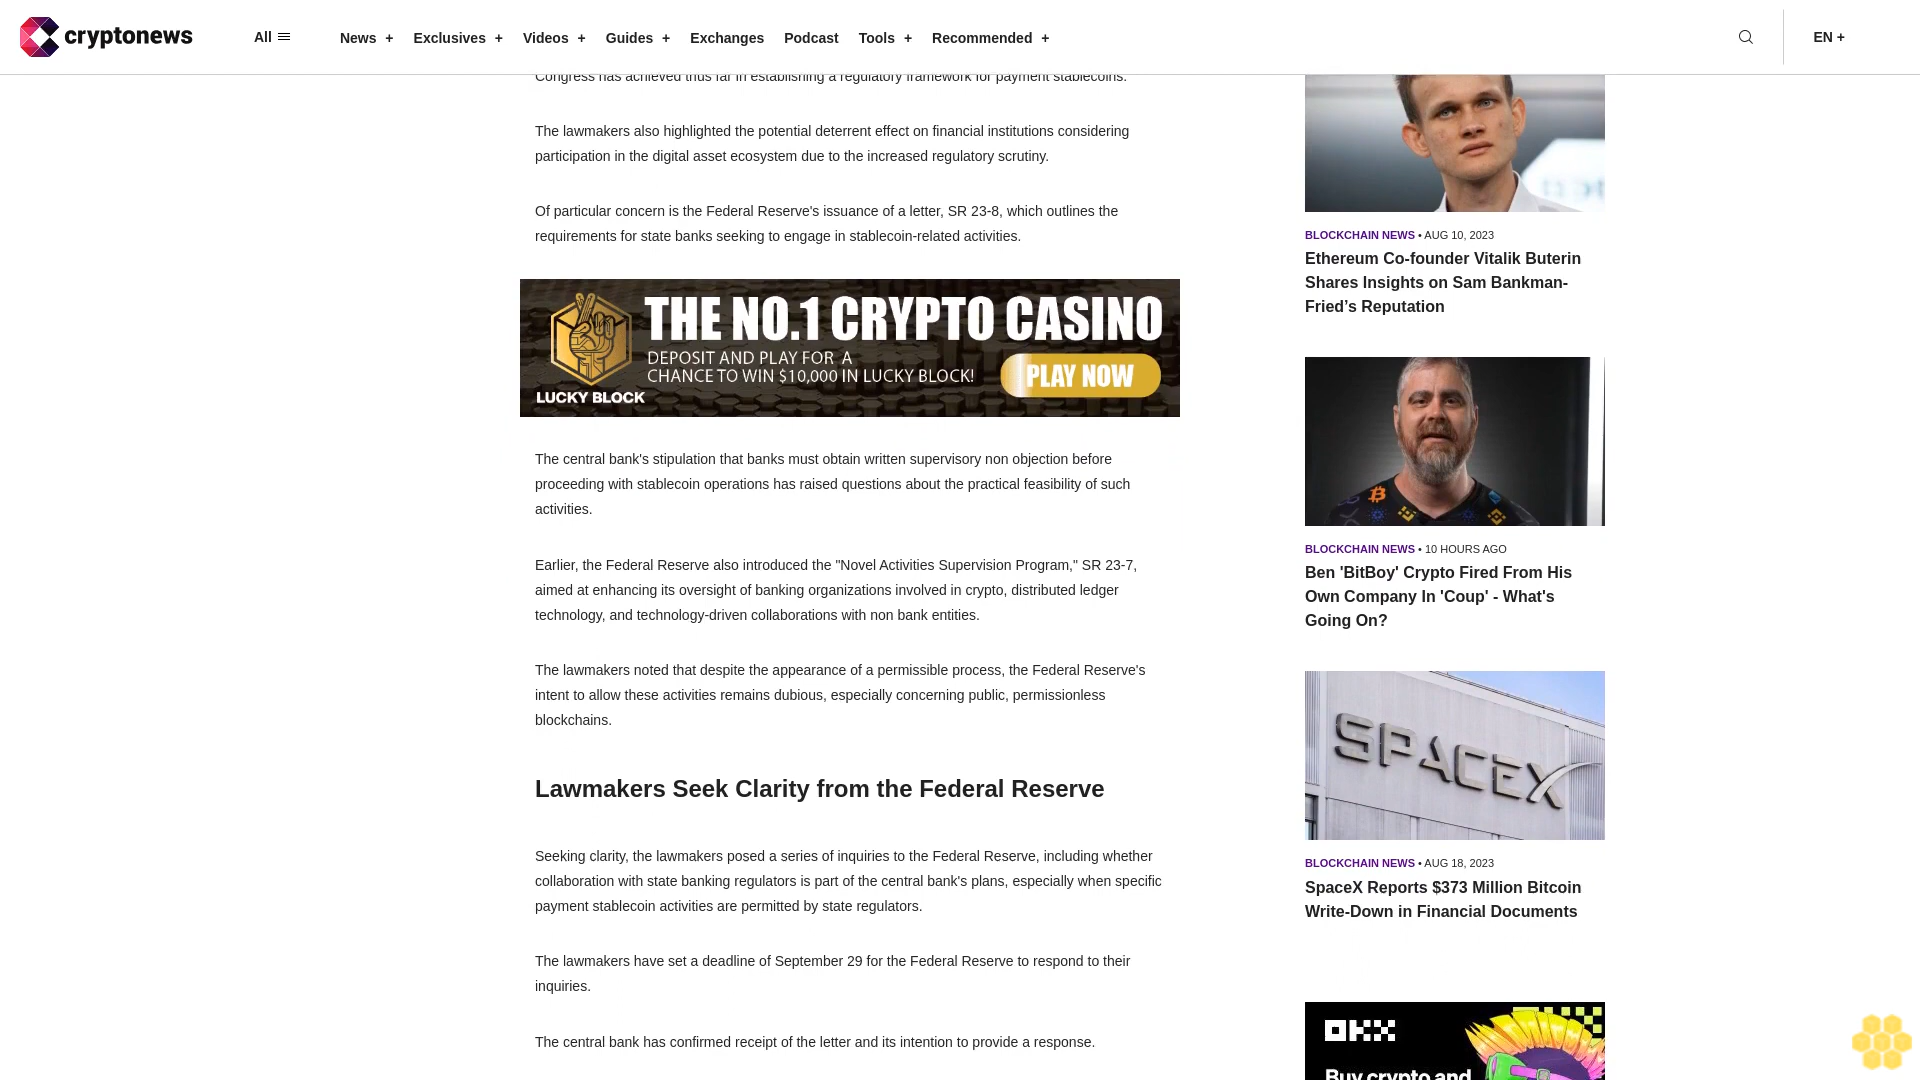 cryptonews
All
News +
Exclusives +
Videos +
Guides +
Exchanges
Podcast
Tools +
Recommended +
EN +
Congress has achieved thus far in establishing a regulatory framework for payment stablecoins.
The lawmakers also highlighted the potential deterrent effect on financial institutions considering
participation in the digital asset ecosystem due to the increased regulatory scrutiny.
Of particular concern is the Federal Reserve's issuance of a letter, SR 23-8, which outlines the
requirements for state banks seeking to engage in stablecoin-related activities.
THE NO.1 CRYPTO CASINO
DEPOSIT AND PLAY FOR A
CHANCE TO WIN $10,000 IN LUCKY BLOCK!
PLAY NOW
LUCKY BLOCK
The central bank's stipulation that banks must obtain written supervisory non objection before
proceeding with stablecoin operations has raised questions about the practical feasibility of such
activities.
Earlier, the Federal Reserve also introduced the "Novel Activities Supervision Program," SR 23-7,
aimed at enhancing its oversight of banking organizations involved in crypto, distributed ledger
technology, and technology-driven collaborations with non bank entities.
The lawmakers noted that despite the appearance of a permissible process, the Federal Reserve's
intent to allow these activities remains dubious, especially concerning public, permissionless
blockchains.
Lawmakers Seek Clarity from the Federal Reserve
Seeking clarity, the lawmakers posed a series of inquiries to the Federal Reserve, including whether
collaboration with state banking regulators is part of the central bank's plans, especially when specific
payment stablecoin activities are permitted by state regulators.
The lawmakers have set a deadline of September 29 for the Federal Reserve to respond to their
inquiries.
The central bank has confirmed receipt of the letter and its intention to provide a response.
BLOCKCHAIN NEWS • AUG 10, 2023
Ethereum Co-founder Vitalik Buterin
Shares Insights on Sam Bankman-
Fried’s Reputation
BLOCKCHAIN NEWS • 10 HOURS AGO
Ben 'BitBoy' Crypto Fired From His
Own Company In 'Coup' - What's
Going On?
SPACEX
BLOCKCHAIN NEWS • AUG 18, 2023
SpaceX Reports $373 Million Bitcoin
Write-Down in Financial Documents
OKX
Buy crypto and